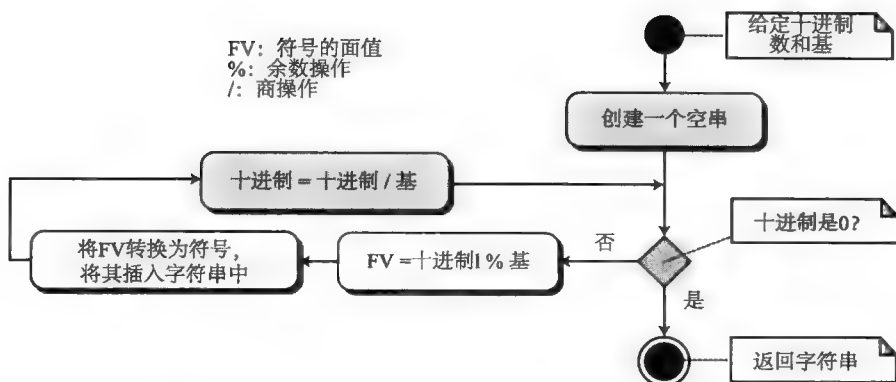 给定十进制
数和基
FV：符号的面值
%：余数操作
/：商操作
创建一个空串
十进制 = 十进制 / 基
十进制是0?
否
将FV转换为符号，
将其插入字符串中
FV =十进制l % 基
是
返回字符串